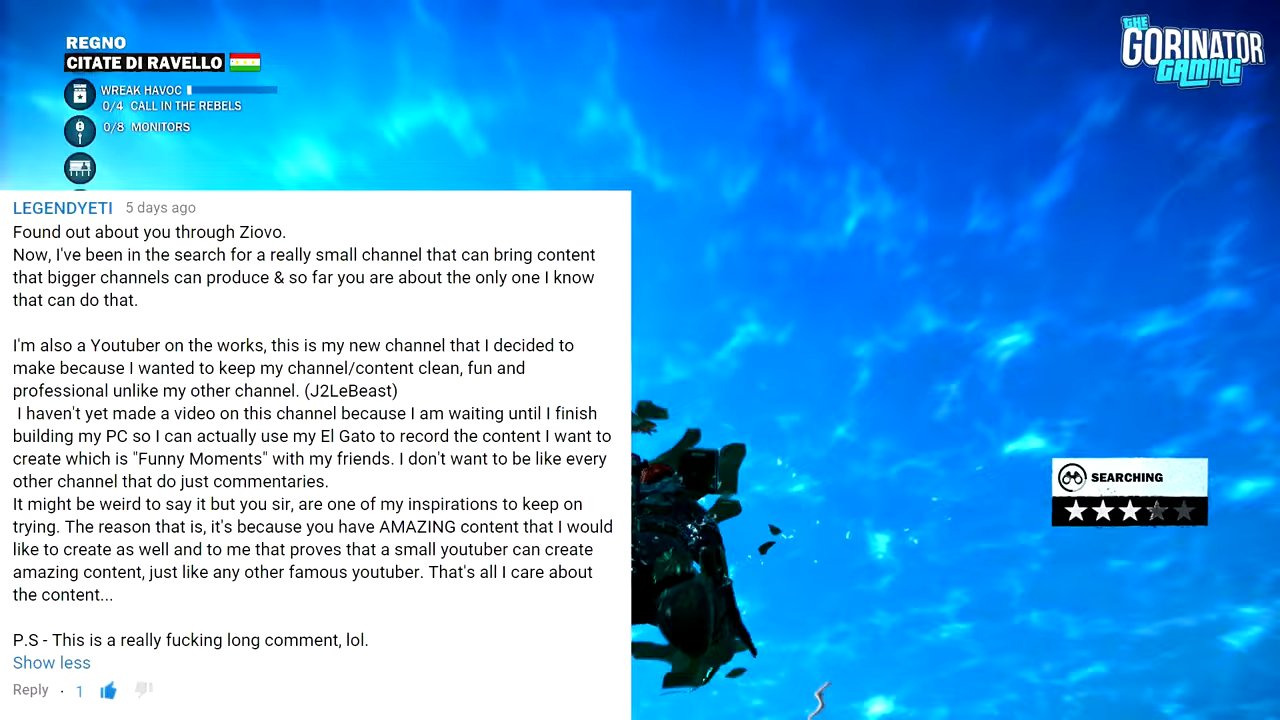 REGNO
CITATE DI RAVELLO
WREAK HAVOC
0/4 CALL IN THE REBELS
0/8 MONITORS
THE
GORINATOR
GAMING
LEGENDYETI 5 days ago
Found out about you through Ziovo.
Now, I've been in the search for a really small channel that can bring content
that bigger channels can produce & so far you are about the only one I know
that can do that.
I'm also a Youtuber on the works, this is my new channel that I decided to
make because I wanted to keep my channel/content clean, fun and
professional unlike my other channel. (J2LeBeast)
I haven't yet made a video on this channel because I am waiting until I finish
building my PC so I can actually use my El Gato to record the content I want to
create which is "Funny Moments" with my friends. I don't want to be like every
other channel that do just commentaries.
It might be weird to say it but you sir, are one of my inspirations to keep on
trying. The reason that is, it's because you have AMAZING content that I would
like to create as well and to me that proves that a small youtuber can create
amazing content, just like any other famous youtuber. That's all I care about
the content...
P.S - This is a really fucking long comment, lol.
Show less
Reply · 1
SEARCHING